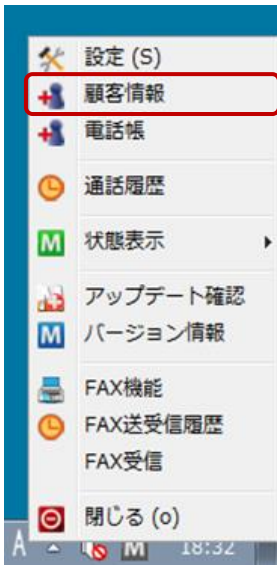 設定 (S)
顧客情報
電話帳
通話履歴
状態表示
M
アップデート確認
M
バージョン情報
FAX機能
FAX送受信履歴
FAX受信
閉じる (o)
A
M
18:32